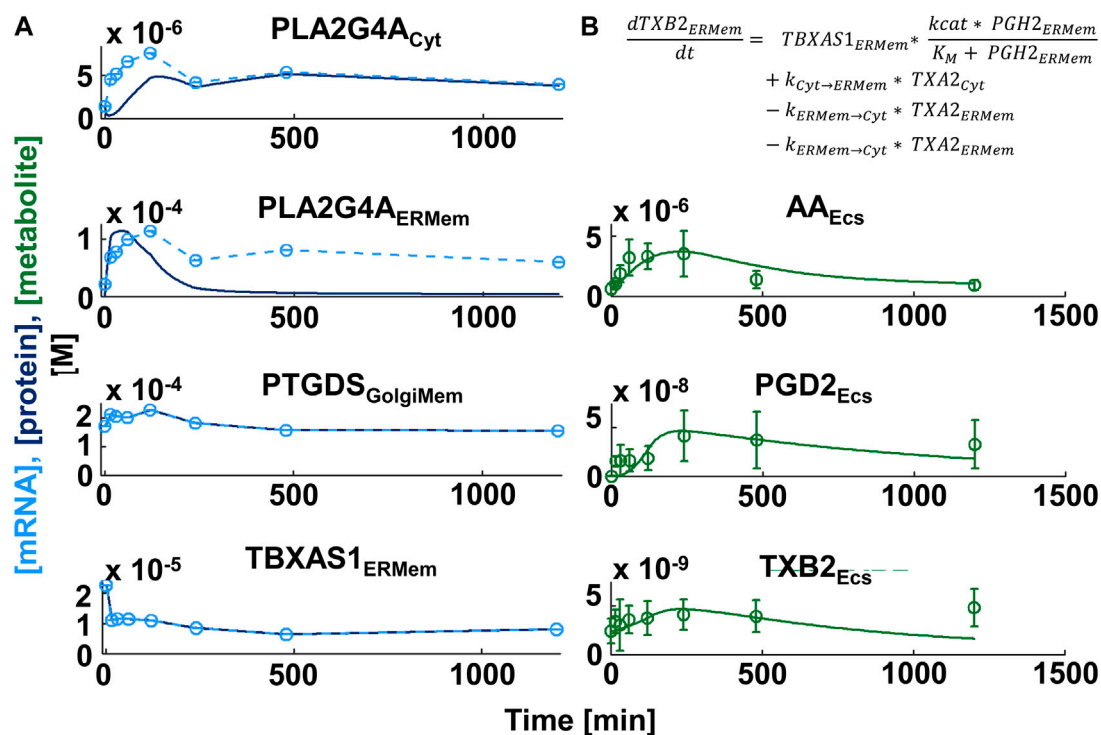 A
B
x 10^-6
PLA2G4A_Cyt
5
0
0
500
1000
x 10^-4
PLA2G4A_ERMem
1
0
0
500
1000
x 10^-4
PTGDS_GolgiMem
2
1
0
0
500
1000
x 10^-5
TBXAS1_ERMem
2
1
0
0
500
1000
[mRNA], [protein], [metabolite]
[M]
dTXB2_ERMem / dt = TBXAS1_ERMem * kcat * PGH2_ERMem / K_M + PGH2_ERMem
+ k_Cyt→ERMem * TXA2_Cyt
− k_ERMem→Cyt * TXA2_ERMem
− k_ERMem→Cyt * TXA2_ERMem
x 10^-6
AA_Ecs
5
0
0
500
1000
1500
x 10^-8
PGD2_Ecs
5
0
0
500
1000
1500
x 10^-9
TXB2_Ecs
5
0
0
500
1000
1500
Time [min]